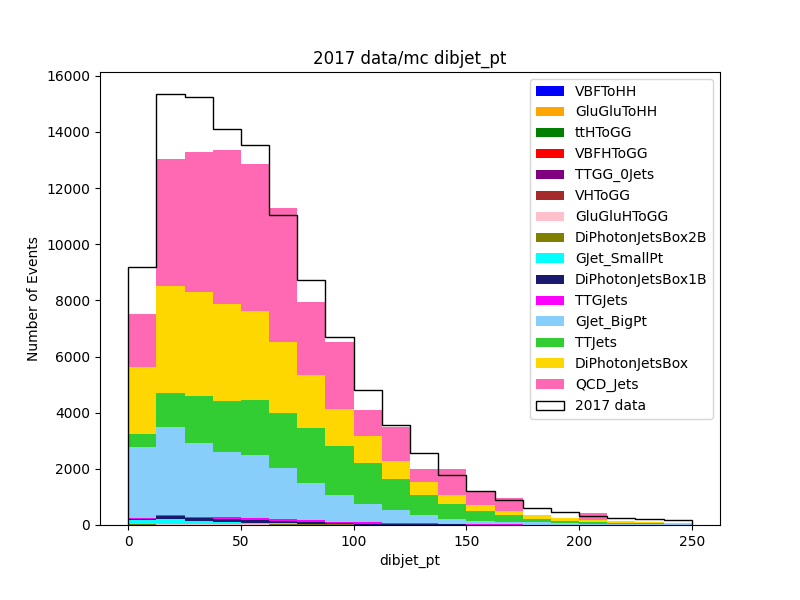 2017 data/mc dibjet_pt
16000
14000
12000
10000
8000
6000
4000
2000
0
Number of Events
VBFToHH
GluGluToHH
ttHToGG
VBFHToGG
TTGG_0Jets
VHToGG
GluGluHToGG
DiPhotonJetsBox2B
GJet_SmallPt
DiPhotonJetsBox1B
TTGJets
GJet_BigPt
TTJets
DiPhotonJetsBox
QCD_Jets
2017 data
0 50 100 150 200 250
dibjet_pt